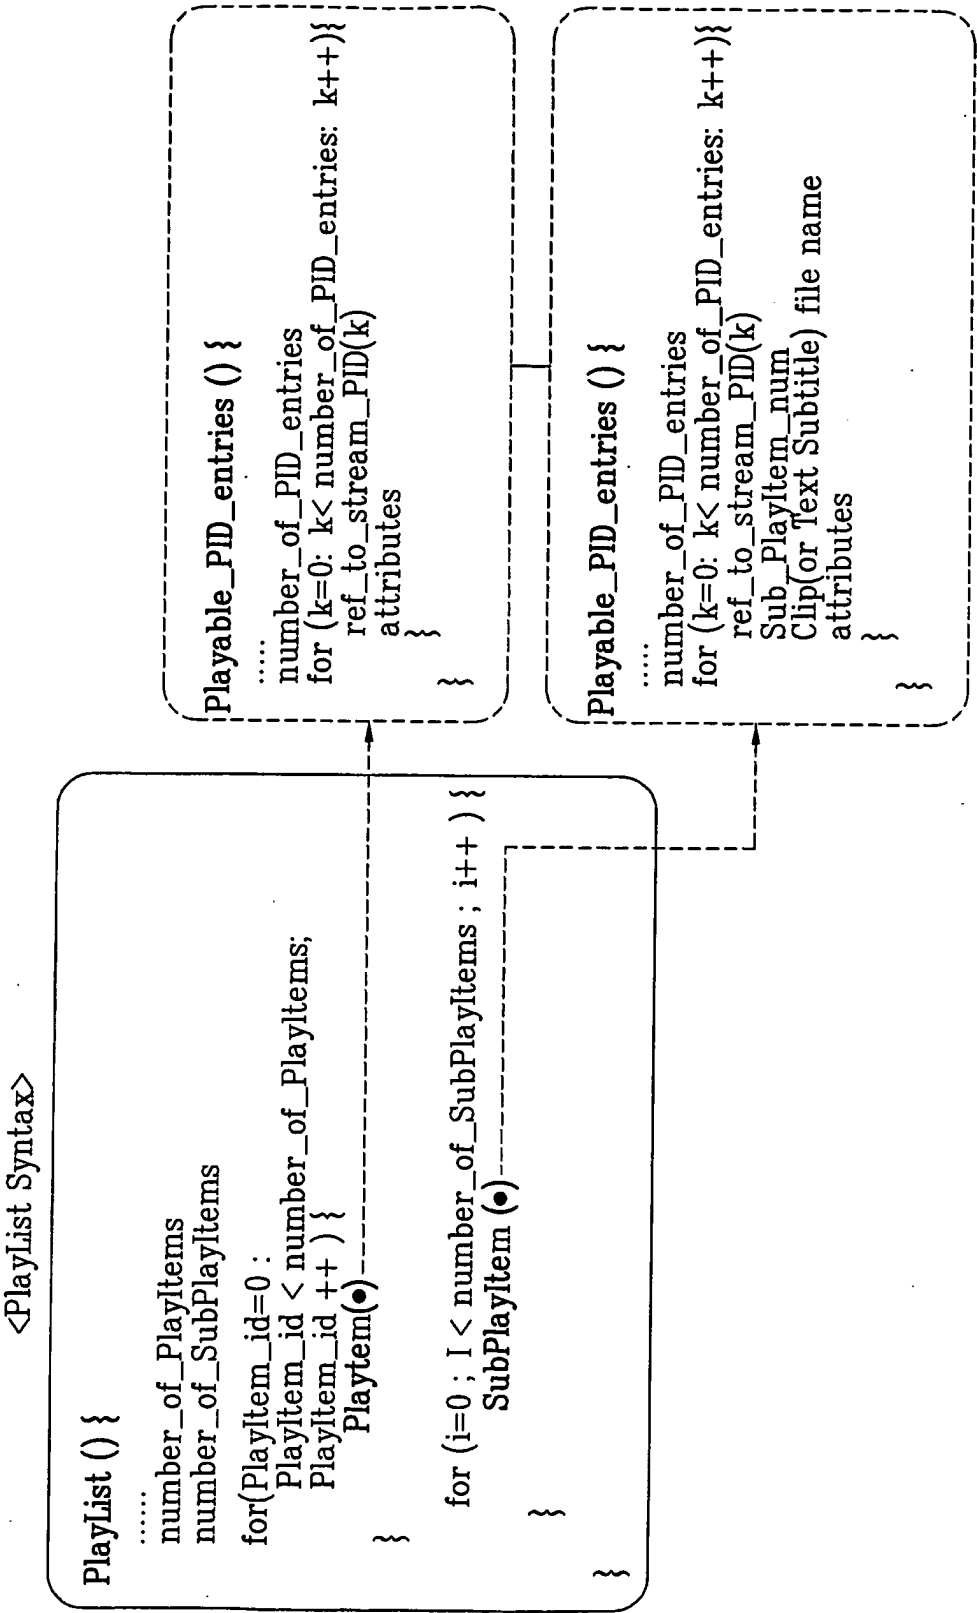 <PlayList Syntax>
PlayList () {
......
number_of_PlayItems
number_of_SubPlayItems
for(PlayItem_id=0 :
PlayItem_id < number_of_PlayItems;
PlayItem_id ++ ) {
Playtem(●)
}
for (i=0 ; I < number_of_SubPlayItems ; i++ ) {
SubPlayItem (●)
}
}
Playable_PID_entries () {
.....
number_of_PID_entries
for (k=0: k< number_of_PID_entries: k++){
ref_to_stream_PID(k)
attributes
}
}
Playable_PID_entries () {
.....
number_of_PID_entries
for (k=0: k< number_of_PID_entries: k++){
ref_to_stream_PID(k)
Sub_PlayItem_num
Clip(or Text Subtitle) file name
attributes
}
}